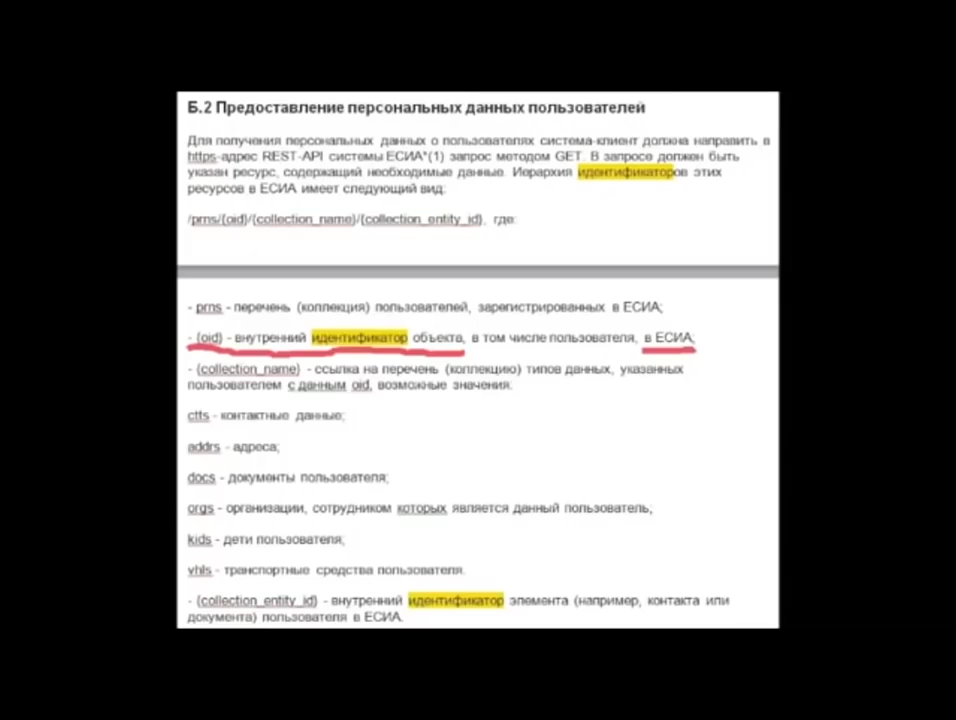 Б.2 Предоставление персональных данных пользователей
Для получения персональных данных о пользователях система-клиент должна направить в
https-адрес REST-API системы ЕСИА*(1) запрос методом GET. В запросе должен быть
указан ресурс, содержащий необходимые данные. Иерархия идентификаторов этих
ресурсов в ЕСИА имеет следующий вид:
/prns/{oid}/{collection_name}/{collection_entity_id}, где:
- prns - перечень (коллекция) пользователей, зарегистрированных в ЕСИА;
- {oid} - внутренний идентификатор объекта, в том числе пользователя, в ЕСИА;
- {collection_name} - ссылка на перечень (коллекцию) типов данных, указанных
пользователем с данным oid, возможные значения:
ctts - контактные данные;
addrs - адреса;
docs - документы пользователя;
orgs - организации, сотрудником которых является данный пользователь;
kids - дети пользователя;
vhls - транспортные средства пользователя.
- {collection_entity_id} - внутренний идентификатор элемента (например, контакта или
документа) пользователя в ЕСИА.